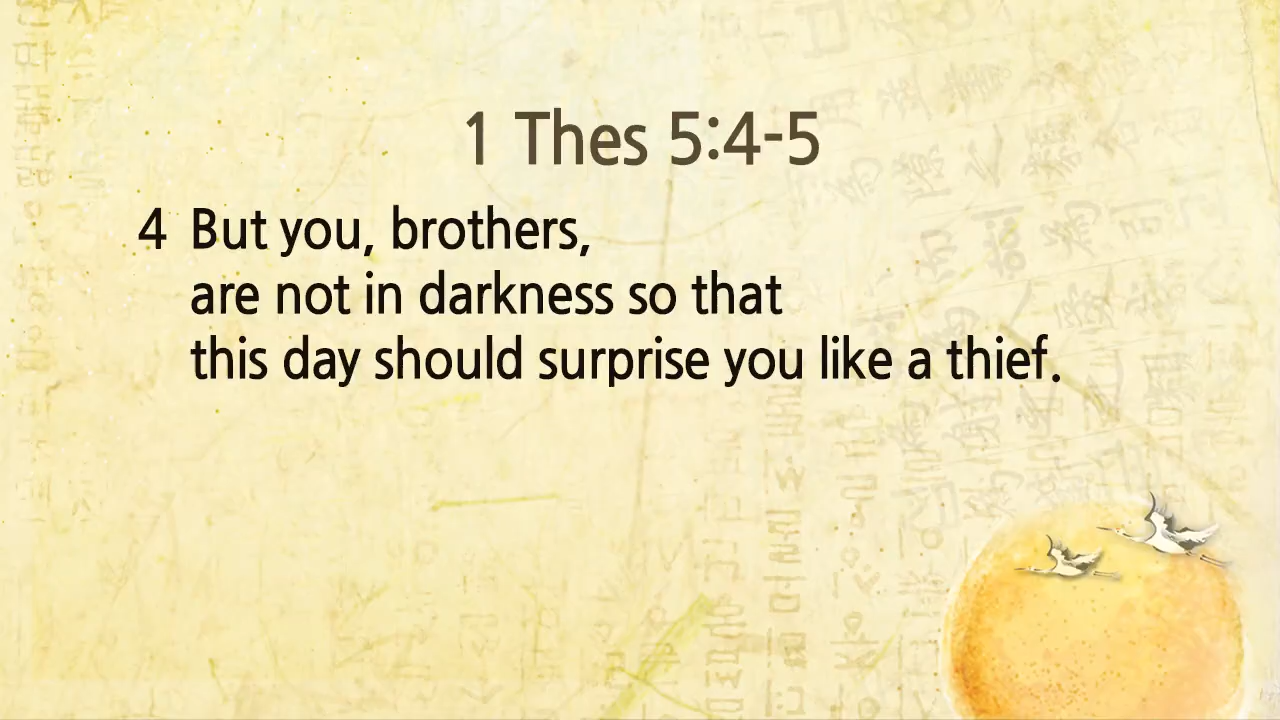 1 Thes 5:4-5
4 But you, brothers,
are not in darkness so that
this day should surprise you like a thief.